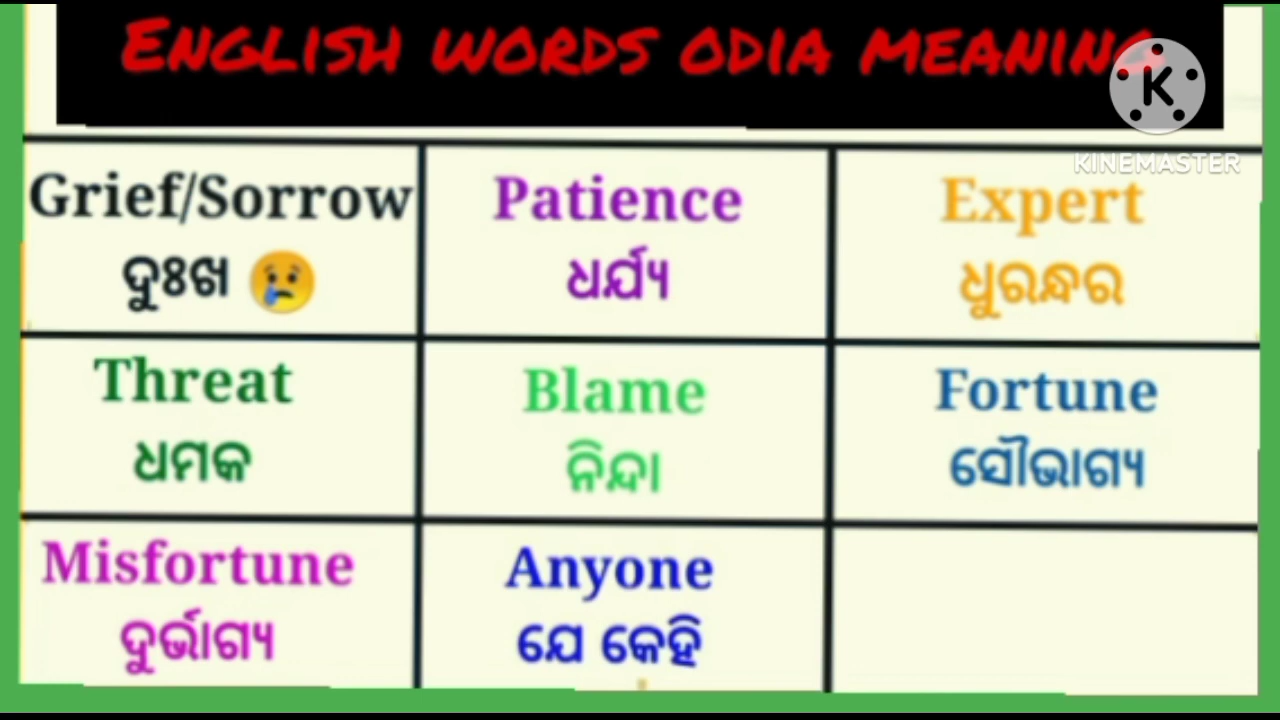 ENGLISH WORDS ODIA MEANING
KINEMASTER
Grief/Sorrow
ଦୁଃଖ 😢
Patience
ଧର୍ଯ୍ୟ
Expert
ଧୁରନ୍ଧର
Threat
ଧମକ
Blame
ନିନ୍ଦା
Fortune
ସୌଭାଗ୍ୟ
Misfortune
ଦୁର୍ଭାଗ୍ୟ
Anyone
ଯେ କେହି